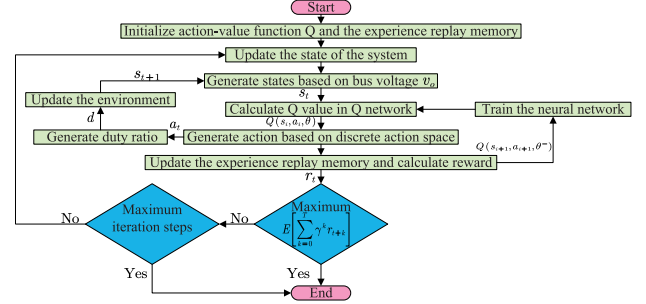 Start
Initialize action-value function Q and the experience replay memory
Update the state of the system
s_{t+1}
Generate states based on bus voltage v_o
s_t
Update the environment
Calculate Q value in Q network
Train the neural network
d
a_t
Q(s_i,a_i,θ)
Generate duty ratio
Generate action based on discrete action space
Q(s_{i+1},a_{i+1},θ^-)
Update the experience replay memory and calculate reward
r_t
Maximum
iteration steps
Maximum
E[∑_{k=0}^{T} γ^k r_{t+k}]
No
No
Yes
Yes
End